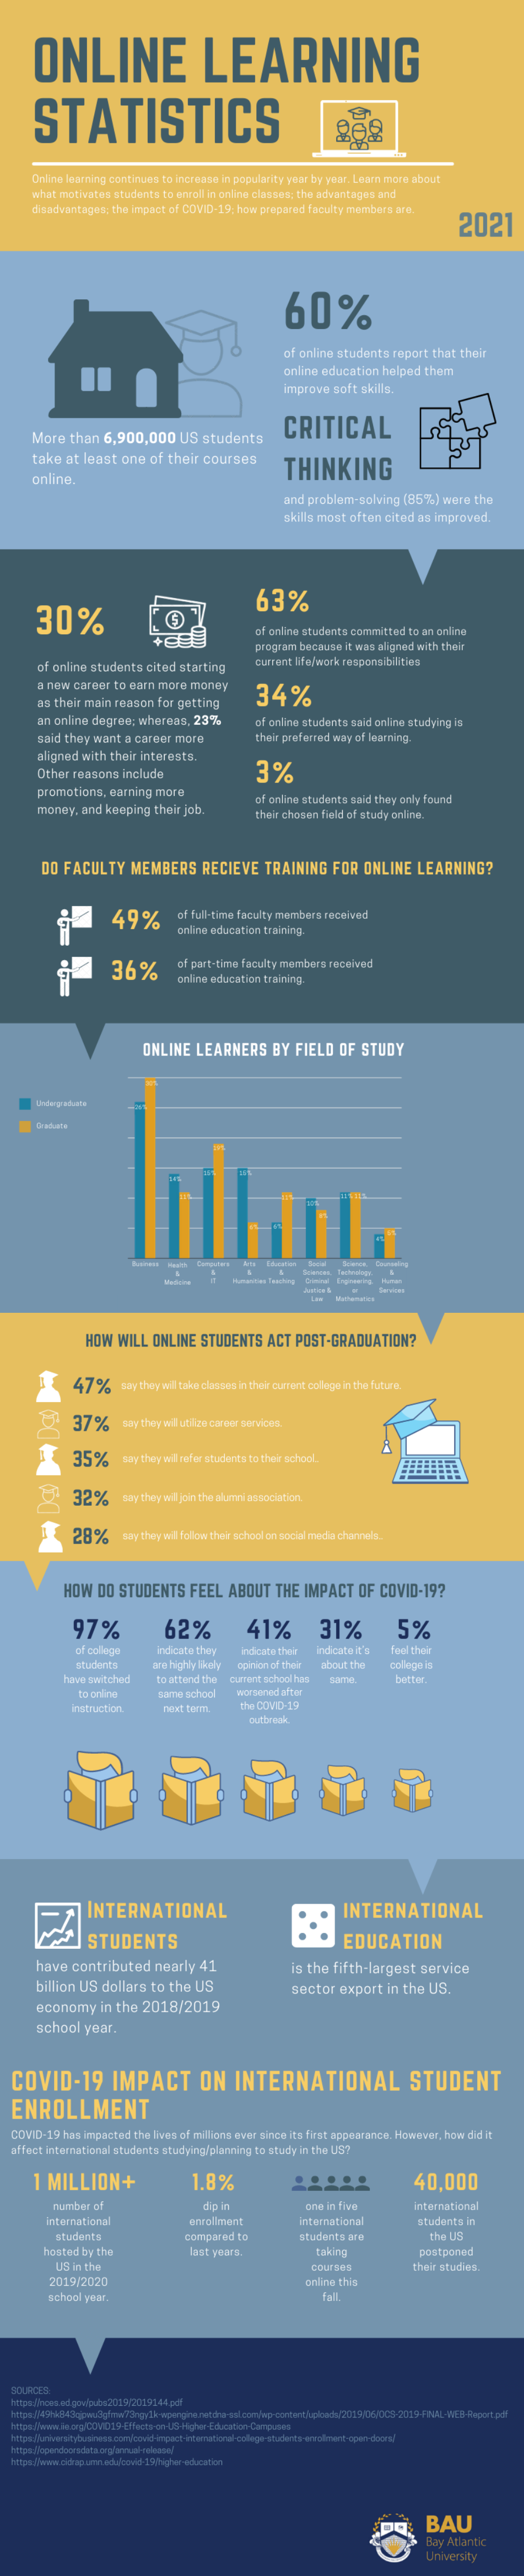 ONLINE LEARNING
STATISTICS
Online learning continues to increase in popularity year by year. Learn more about
what motivates students to enroll in online classes; the advantages and
disadvantages; the impact of COVID-19; how prepared faculty members are.
2021
More than 6,900,000 US students
take at least one of their courses
online.
60%
of online students report that their
online education helped them
improve soft skills.
CRITICAL
THINKING
and problem-solving (85%) were the
skills most often cited as improved.
30%
of online students cited starting
a new career to earn more money
as their main reason for getting
an online degree; whereas, 23%
said they want a career more
aligned with their interests.
Other reasons include
promotions, earning more
money, and keeping their job.
63%
of online students committed to an online
program because it was aligned with their
current life/work responsibilities
34%
of online students said online studying is
their preferred way of learning.
3%
of online students said they only found
their chosen field of study online.
DO FACULTY MEMBERS RECIEVE TRAINING FOR ONLINE LEARNING?
49%
of full-time faculty members received
online education training.
36%
of part-time faculty members received
online education training.
ONLINE LEARNERS BY FIELD OF STUDY
Undergraduate
Graduate
26%
30%
14%
11%
15%
19%
15%
6%
6%
11%
10%
8%
11%
11%
4%
5%
Business
Health
&
Medicine
Computers
&
IT
Arts
&
Humanities
Education
&
Teaching
Social
Sciences,
Criminal
Justice &
Law
Science,
Technology,
Engineering,
or
Mathematics
Counseling
&
Human
Services
HOW WILL ONLINE STUDENTS ACT POST-GRADUATION?
47% say they will take classes in their current college in the future.
37% say they will utilize career services.
35% say they will refer students to their school..
32% say they will join the alumni association.
28% say they will follow their school on social media channels..
HOW DO STUDENTS FEEL ABOUT THE IMPACT OF COVID-19?
97%
of college
students
have switched
to online
instruction.
62%
indicate they
are highly likely
to attend the
same school
next term.
41%
indicate their
opinion of their
current school has
worsened after
the COVID-19
outbreak.
31%
indicate it's
about the
same.
5%
feel their
college is
better.
INTERNATIONAL
STUDENTS
have contributed nearly 41
billion US dollars to the US
economy in the 2018/2019
school year.
INTERNATIONAL
EDUCATION
is the fifth-largest service
sector export in the US.
COVID-19 IMPACT ON INTERNATIONAL STUDENT
ENROLLMENT
COVID-19 has impacted the lives of millions ever since its first appearance. However, how did it
affect international students studying/planning to study in the US?
1 MILLION+
number of
international
students
hosted by the
US in the
2019/2020
school year.
1.8%
dip in
enrollment
compared to
last years.
one in five
international
students are
taking
courses
online this
fall.
40,000
international
students in
the US
postponed
their studies.
SOURCES:
https://nces.ed.gov/pubs2019/2019144.pdf
https://49hk843qjpwu3gfmw73ngy1k-wpengine.netdna-ssl.com/wp-content/uploads/2019/06/OCS-2019-FINAL-WEB-Report.pdf
https://www.iie.org/COVID19-Effects-on-US-Higher-Education-Campuses
https://universitybusiness.com/covid-impact-international-college-students-enrollment-open-doors/
https://opendoorsdata.org/annual-release/
https://www.cidrap.umn.edu/covid-19/higher-education
BAU
Bay Atlantic
University